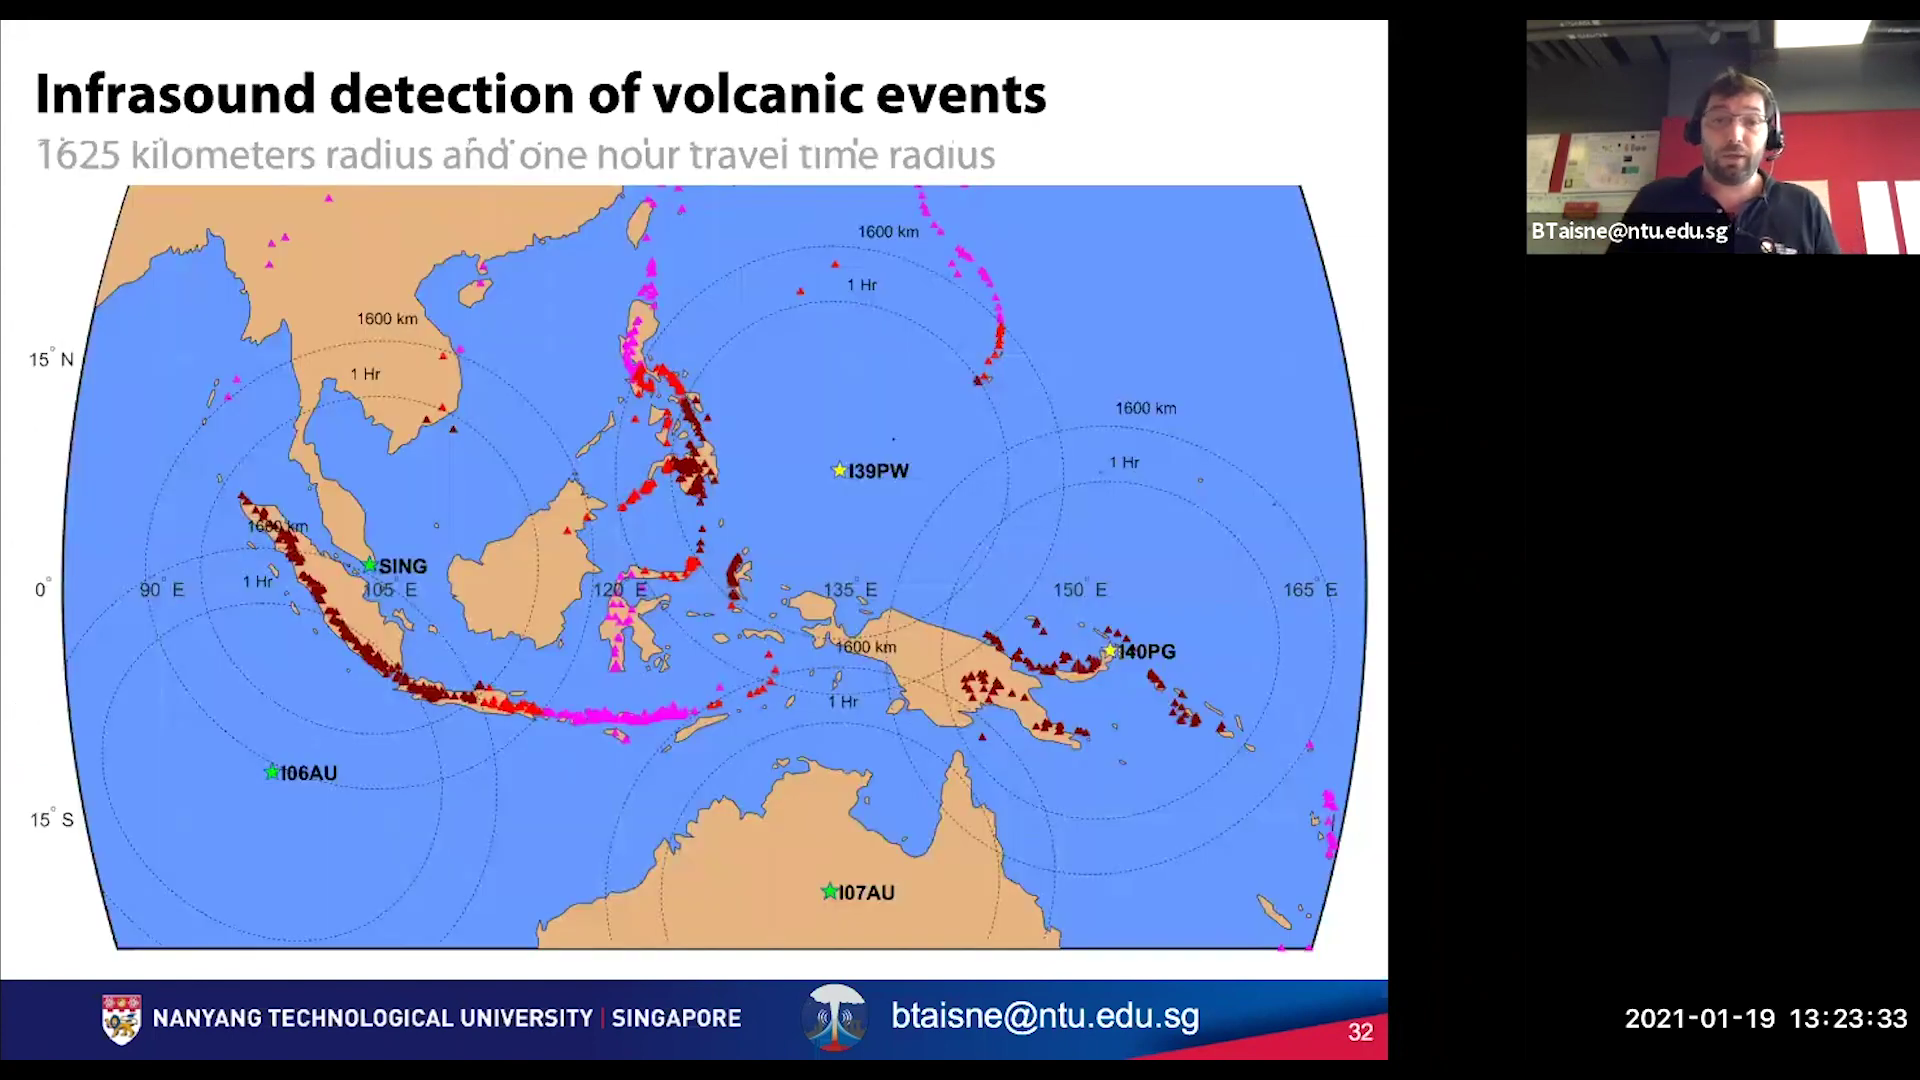 Infrasound detection of volcanic events
1625 kilometers radius and one hour travel time radius
1600 km
1 Hr
1600 km
15° N
1 Hr
1600 km
1 Hr
I39PW
1600 km
SING
1 Hr
0°
90° E
105° E
120° E
135° E
150° E
165° E
1600 km
I40PG
1 Hr
I06AU
15° S
I07AU
NANYANG TECHNOLOGICAL UNIVERSITY | SINGAPORE
btaisne@ntu.edu.sg
32
BTaisne@ntu.edu.sg
2021-01-19 13:23:33